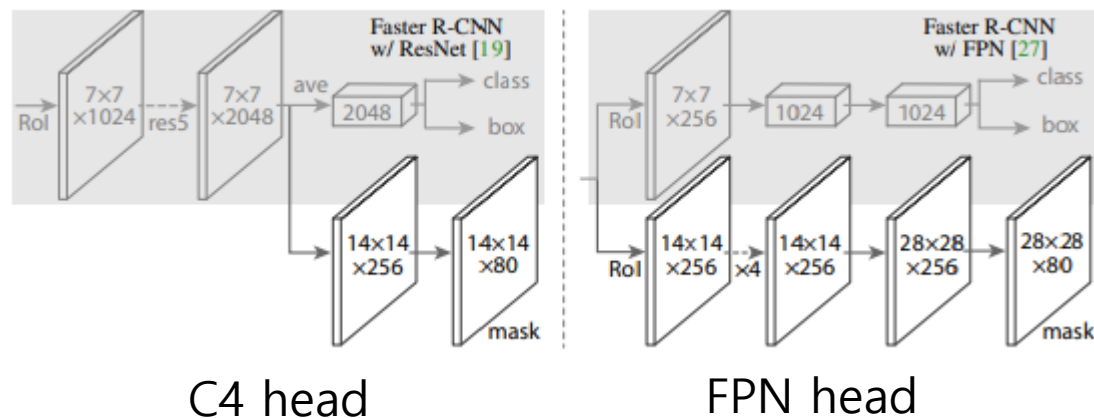 Faster R-CNN
w/ ResNet [19]
RoI
7×7
×1024
res5
7×7
×2048
ave
2048
class
box
14×14
×256
14×14
×80
mask
C4 head
Faster R-CNN
w/ FPN [27]
RoI
7×7
×256
1024
1024
class
box
RoI
14×14
×256
×4
14×14
×256
28×28
×256
28×28
×80
mask
FPN head